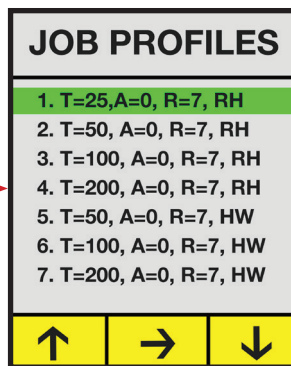 JOB PROFILES
1. T=25,A=0, R=7, RH
2. T=50, A=0, R=7, RH
3. T=100, A=0, R=7, RH
4. T=200, A=0, R=7, RH
5. T=50, A=0, R=7, HW
6. T=100, A=0, R=7, HW
7. T=200, A=0, R=7, HW
↑ → ↓